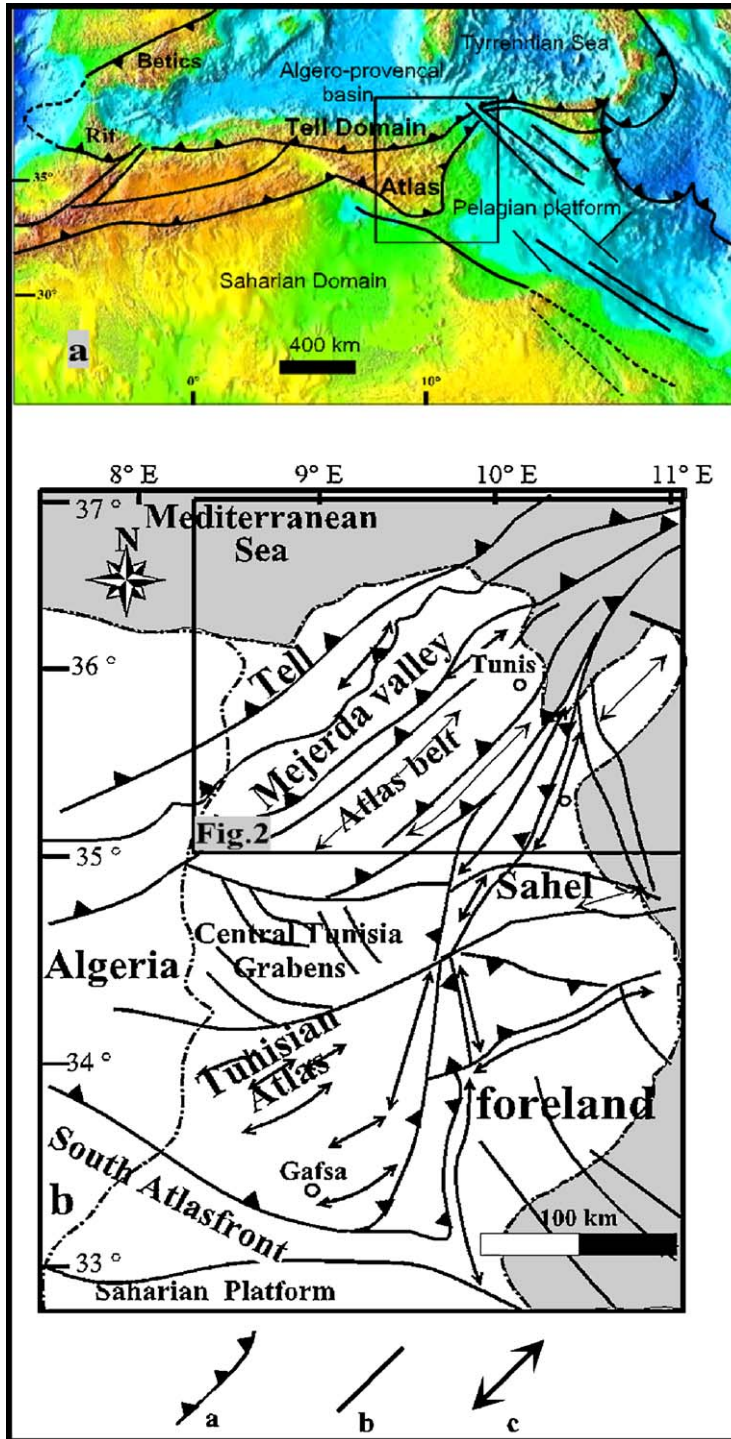 Betics
Tyrrenhian Sea
Algero-provencal
basin
Rif
Tell Domain
35°
Atlas
Pelagian platform
Saharian Domain
30°
a
400 km
0°
10°
8° E
9° E
10° E
11° E
37°
Mediterranean
Sea
N
36°
Tell
Mejerda valley
Tunis
Atlas belt
Fig.2
35°
Sahel
Central Tunisia
Grabens
Algeria
34°
Tunisian
Atlas
foreland
South Atlasfront
Gafsa
b
100 km
33°
Saharian Platform
a
b
c